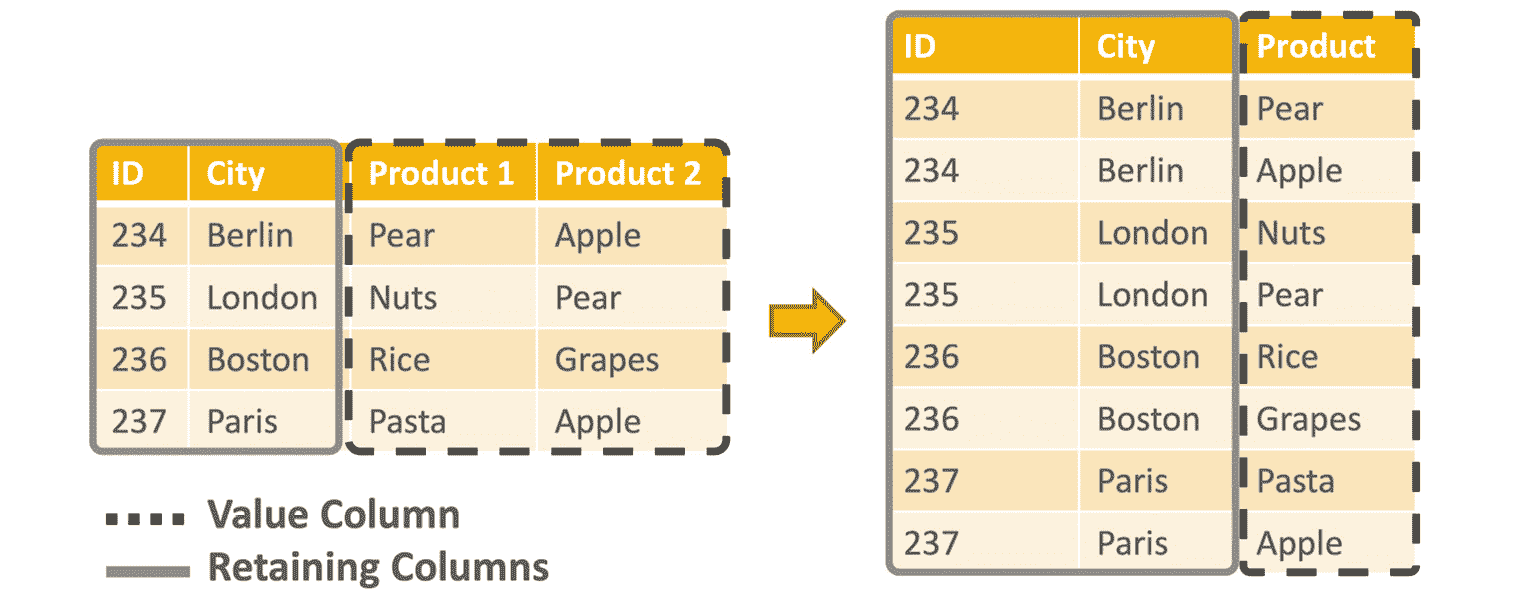 ID City Product 1 Product 2
234 Berlin Pear Apple
235 London Nuts Pear
236 Boston Rice Grapes
237 Paris Pasta Apple
Value Column
Retaining Columns
ID City Product
234 Berlin Pear
234 Berlin Apple
235 London Nuts
235 London Pear
236 Boston Rice
236 Boston Grapes
237 Paris Pasta
237 Paris Apple